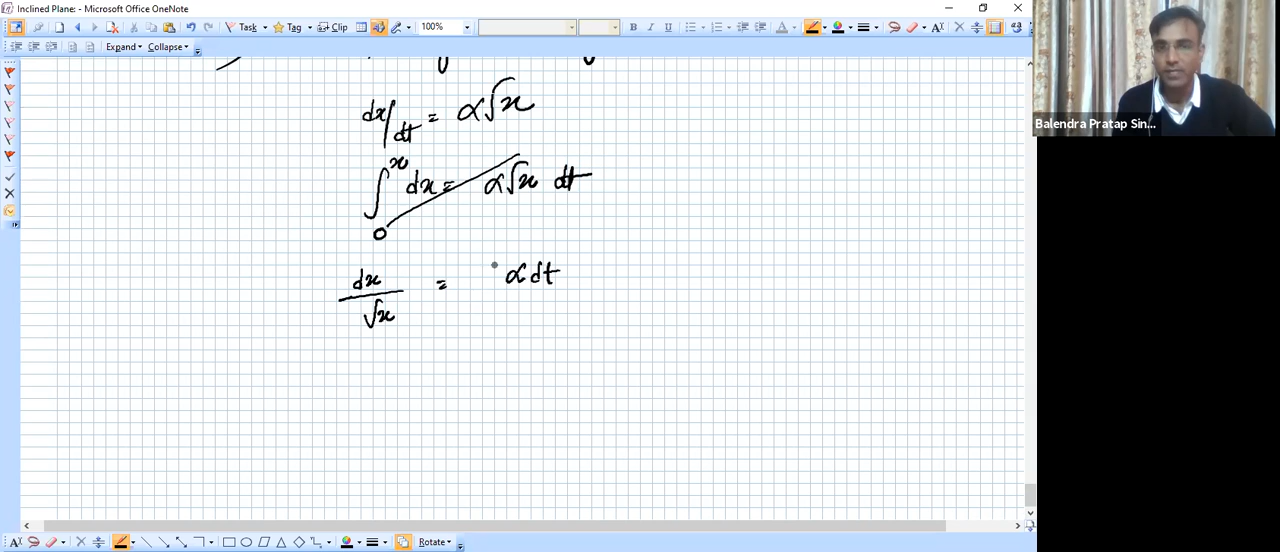 Inclined Plane: - Microsoft Office OneNote
Task Tag Clip 100% B I U
Expand Collapse
dx/dt = α√x
∫₀ˣ dx = α√x dt
dx/√x = α dt
Balendra Pratap Sin...
Rotate